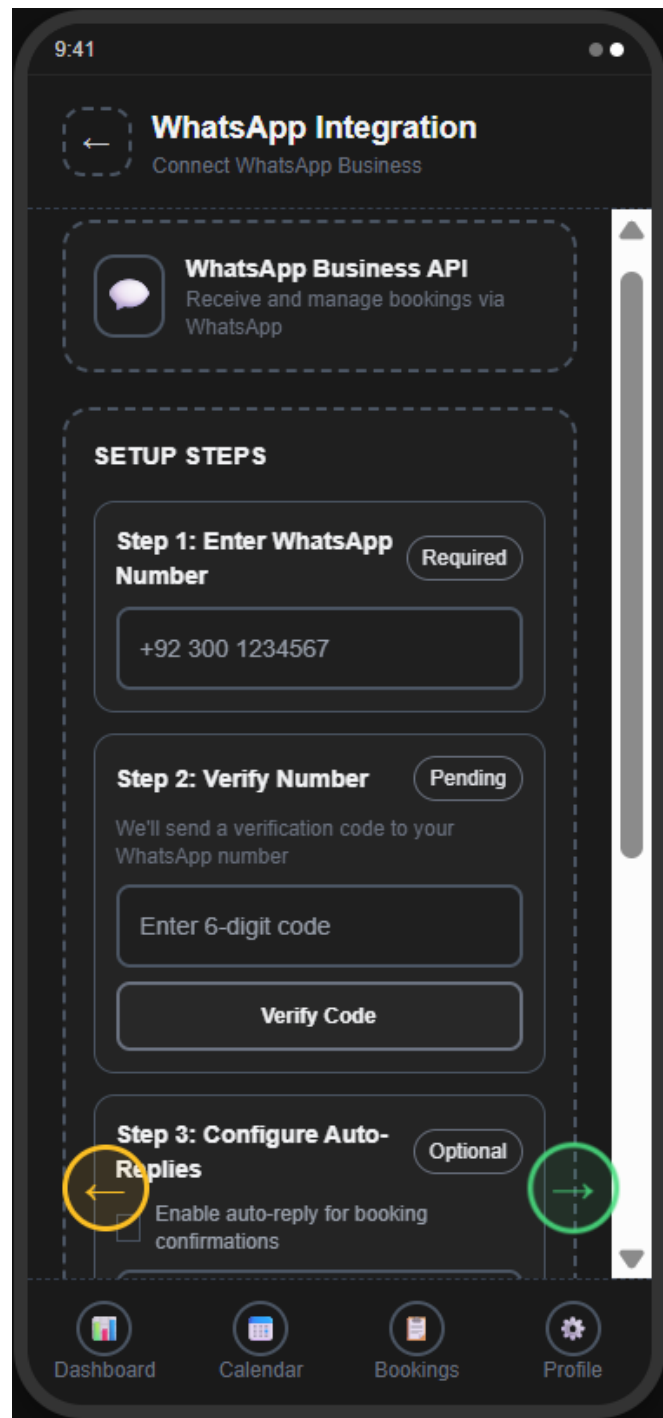 9:41
←
WhatsApp Integration
Connect WhatsApp Business
WhatsApp Business API
Receive and manage bookings via
WhatsApp
SETUP STEPS
Step 1: Enter WhatsApp
Number
Required
+92 300 1234567
Step 2: Verify Number
Pending
We'll send a verification code to your
WhatsApp number
Enter 6-digit code
Verify Code
Step 3: Configure Auto-
Replies
Optional
←
→
Enable auto-reply for booking
confirmations
Dashboard
Calendar
Bookings
Profile